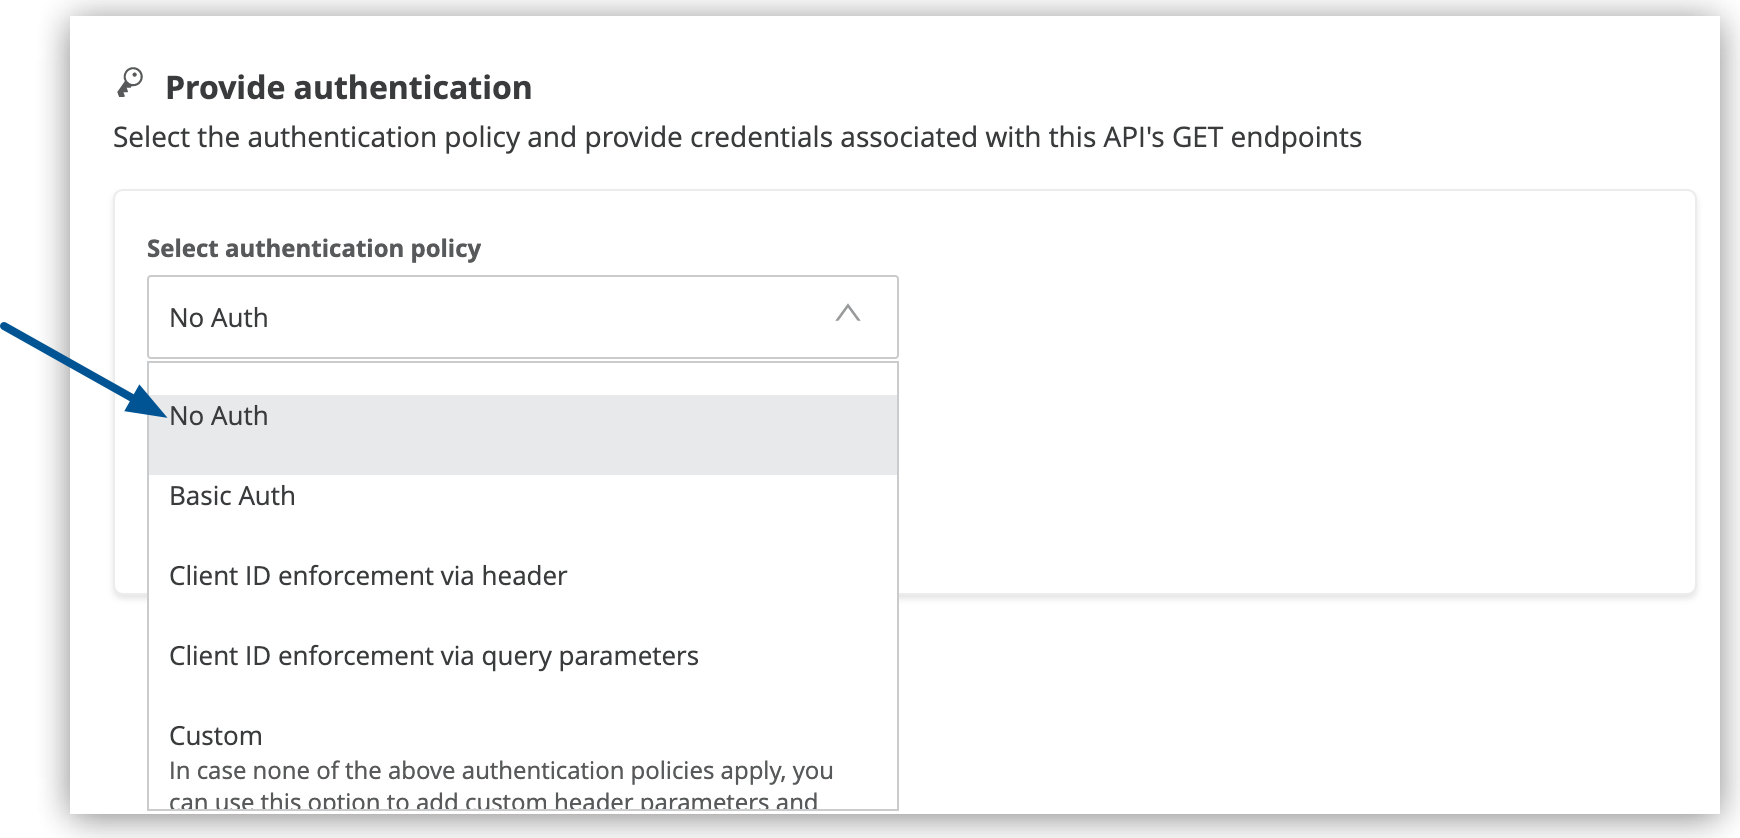 Provide authentication
Select the authentication policy and provide credentials associated with this API's GET endpoints
Select authentication policy
No Auth
No Auth
Basic Auth
Client ID enforcement via header
Client ID enforcement via query parameters
Custom
In case none of the above authentication policies apply, you
can use this option to add custom header parameters and